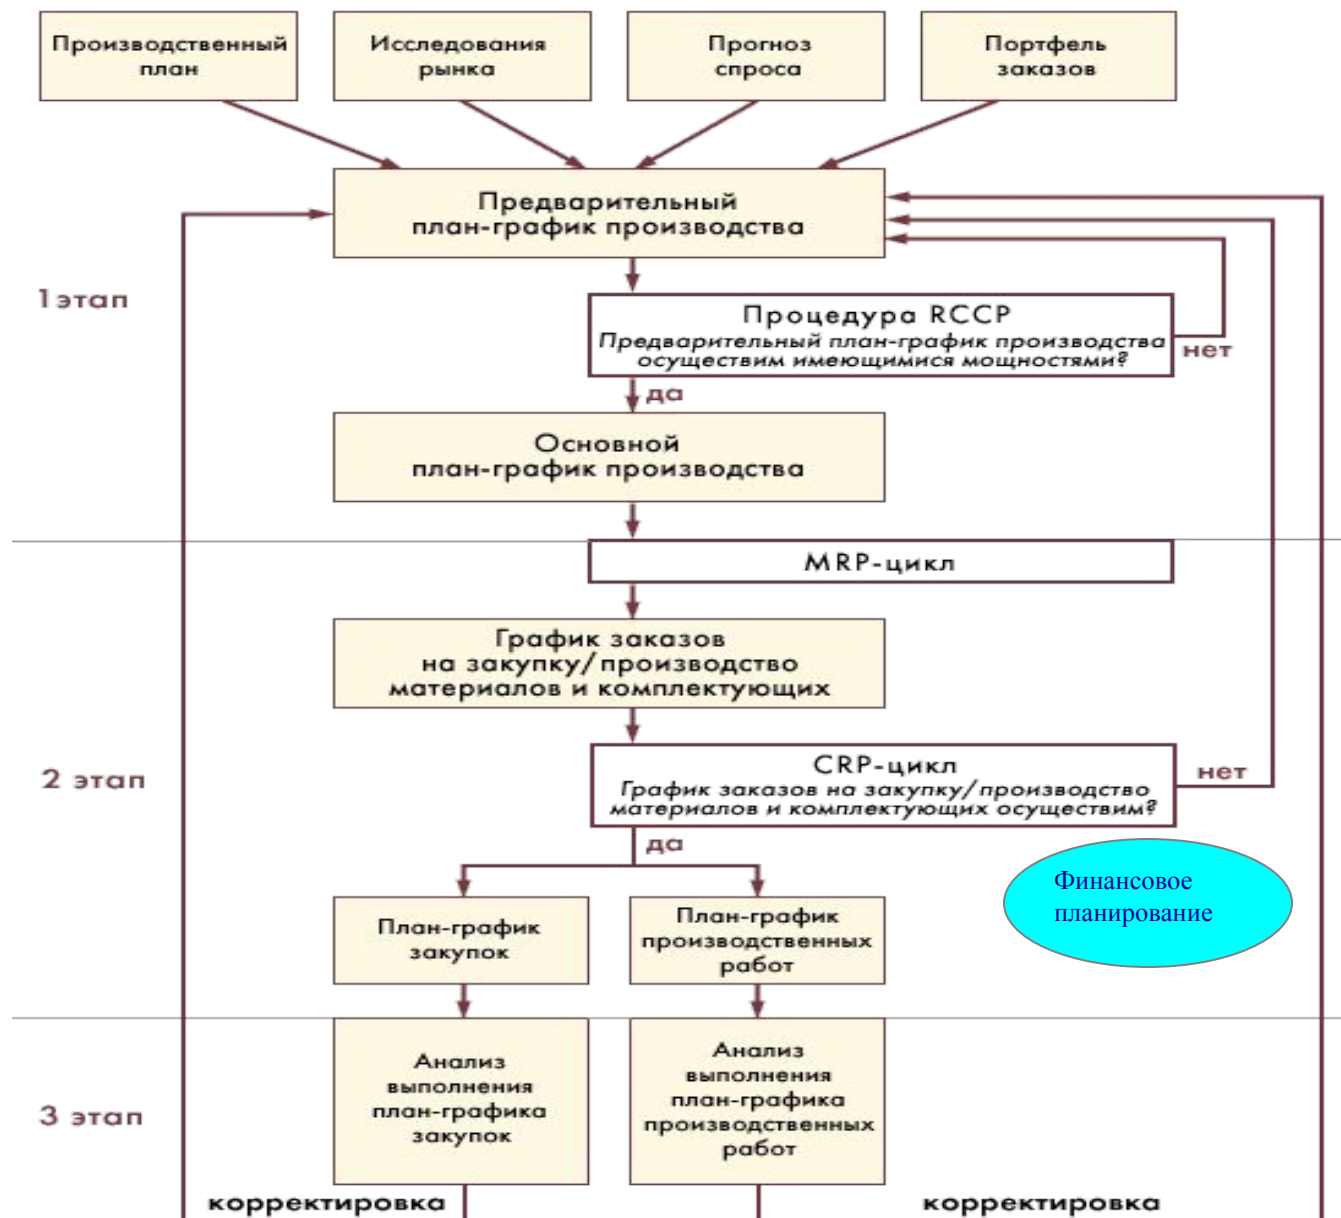 Производственный
план
Исследования
рынка
Прогноз
спроса
Портфель
заказов
Предварительный
план-график производства
1 этап
Процедура RCCP
Предварительный план-график производства
осуществим имеющимися мощностями?
нет
да
Основной
план-график производства
MRP-цикл
График заказов
на закупку/производство
материалов и комплектующих
2 этап
CRP-цикл
График заказов на закупку/производство
материалов и комплектующих осуществим?
нет
да
Финансовое
планирование
План-график
закупок
План-график
производственных
работ
3 этап
Анализ
выполнения
план-графика
закупок
Анализ
выполнения
план-графика
производственных
работ
корректировка
корректировка